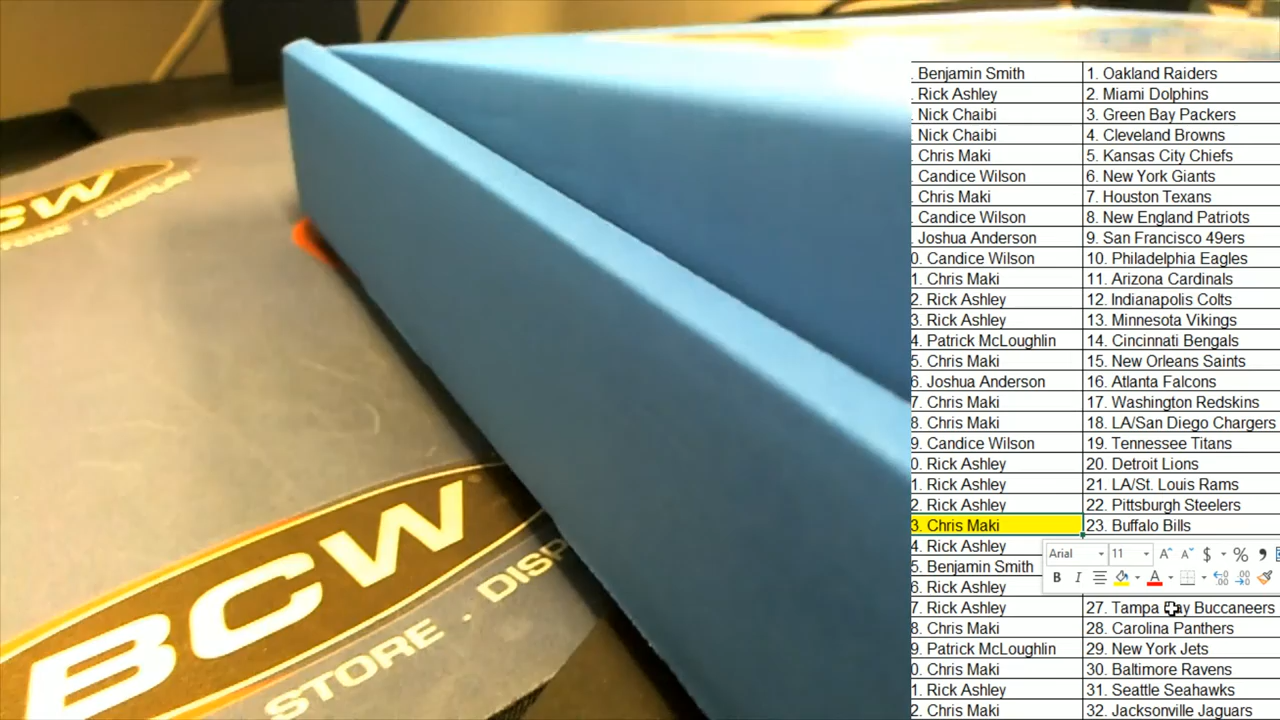 CW
BCW
STORE · DISP
. Benjamin Smith 1. Oakland Raiders
. Rick Ashley 2. Miami Dolphins
. Nick Chaibi 3. Green Bay Packers
. Nick Chaibi 4. Cleveland Browns
. Chris Maki 5. Kansas City Chiefs
. Candice Wilson 6. New York Giants
. Chris Maki 7. Houston Texans
. Candice Wilson 8. New England Patriots
. Joshua Anderson 9. San Francisco 49ers
0. Candice Wilson 10. Philadelphia Eagles
1. Chris Maki 11. Arizona Cardinals
2. Rick Ashley 12. Indianapolis Colts
3. Rick Ashley 13. Minnesota Vikings
4. Patrick McLoughlin 14. Cincinnati Bengals
5. Chris Maki 15. New Orleans Saints
6. Joshua Anderson 16. Atlanta Falcons
7. Chris Maki 17. Washington Redskins
8. Chris Maki 18. LA/San Diego Chargers
9. Candice Wilson 19. Tennessee Titans
0. Rick Ashley 20. Detroit Lions
1. Rick Ashley 21. LA/St. Louis Rams
2. Rick Ashley 22. Pittsburgh Steelers
3. Chris Maki 23. Buffalo Bills
4. Rick Ashley
Arial 11 A A $ % ,
5. Benjamin Smith
B I A
6. Rick Ashley
7. Rick Ashley 27. Tampa Bay Buccaneers
8. Chris Maki 28. Carolina Panthers
9. Patrick McLoughlin 29. New York Jets
0. Chris Maki 30. Baltimore Ravens
1. Rick Ashley 31. Seattle Seahawks
2. Chris Maki 32. Jacksonville Jaguars